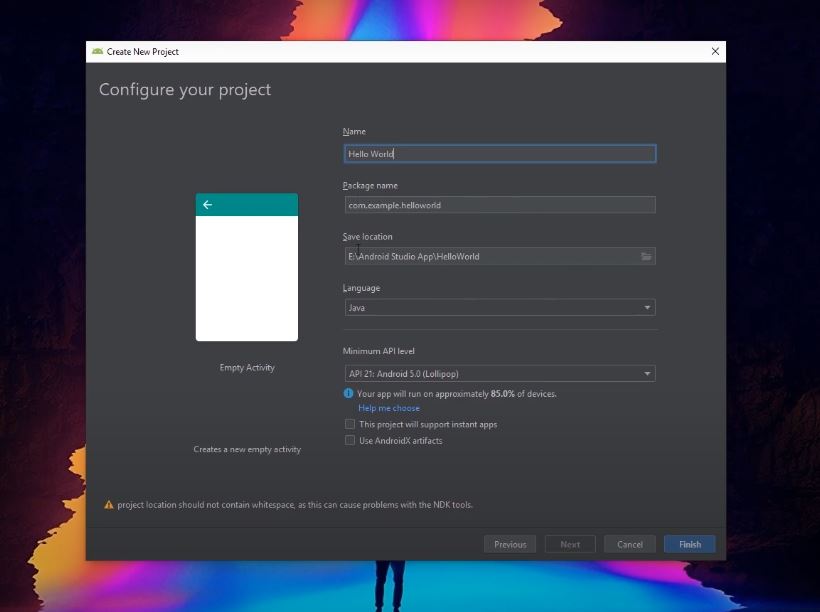 Create New Project
Configure your project
Name
Hello World
Package name
com.example.helloworld
Save location
E:\Android Studio App\HelloWorld
Language
Java
Minimum API level
API 21: Android 5.0 (Lollipop)
Your app will run on approximately 85.0% of devices.
Help me choose
This project will support instant apps
Use AndroidX artifacts
Empty Activity
Creates a new empty activity
project location should not contain whitespace, as this can cause problems with the NDK tools.
Previous
Next
Cancel
Finish